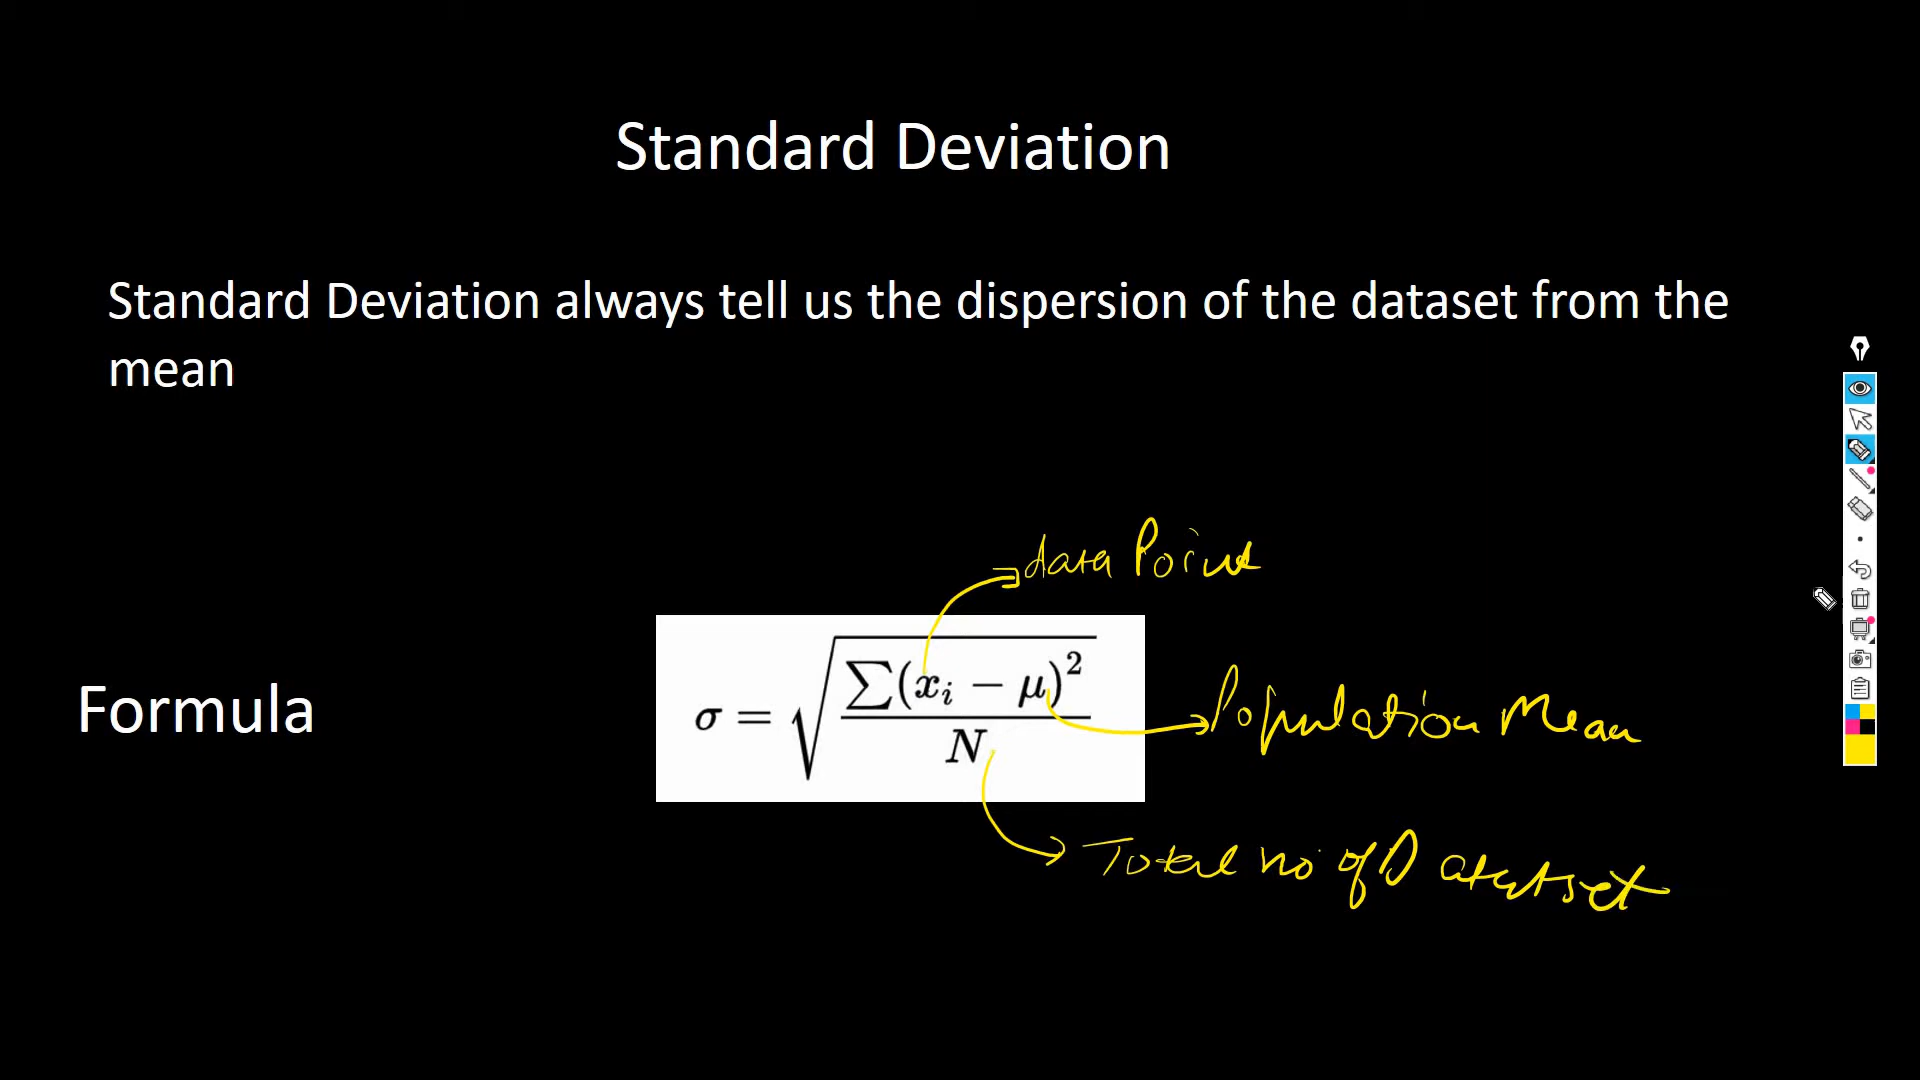 Standard Deviation
Standard Deviation always tell us the dispersion of the dataset from the
mean
data Point
Formula
σ = √(∑(xᵢ − μ)² / N)
Population Mean
Total no of Dataset